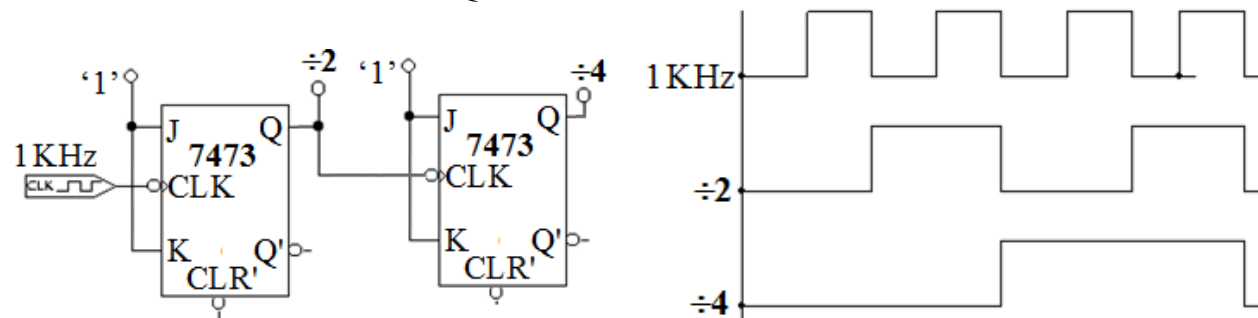 Q
÷2
‘1’
÷4
‘1’
J Q
7473
1KHz
CLK
CLK
K Q'
CLR'
J Q
7473
CLK
K Q'
CLR'
1KHz
÷2
÷4